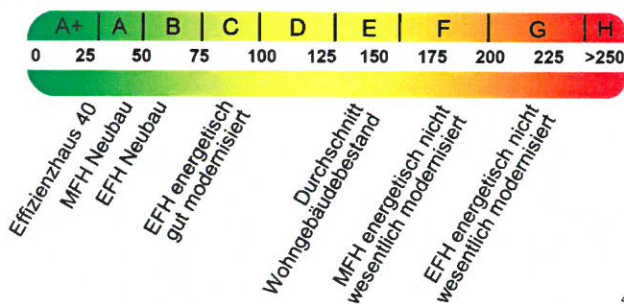 A+ A B C D E F G H
0 25 50 75 100 125 150 175 200 225 >250
Effizienzhaus 40
MFH Neubau
EFH Neubau
EFH energetisch
gut modernisiert
Durchschnitt
Wohngebäudebestand
MFH energetisch nicht
wesentlich modernisiert
EFH energetisch nicht
wesentlich modernisiert